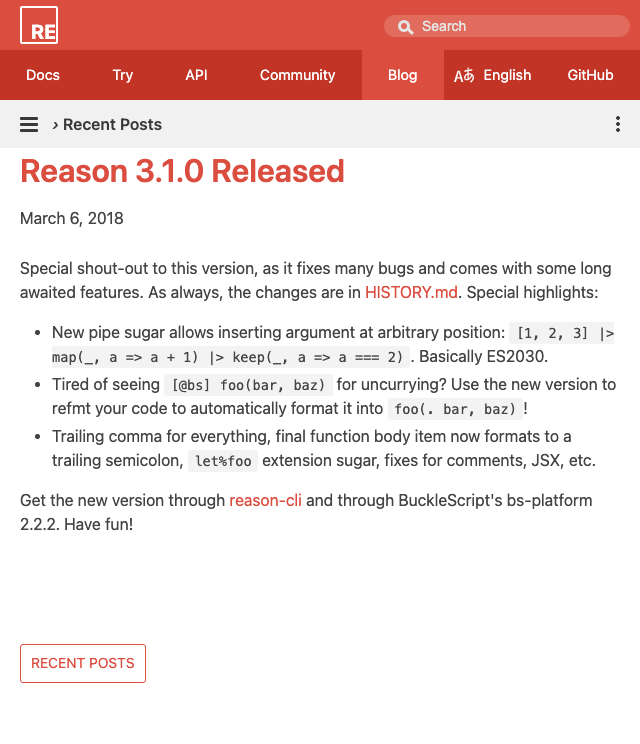 RE
Search
Docs Try API Community Blog Aあ English GitHub
› Recent Posts
Reason 3.1.0 Released
March 6, 2018
Special shout-out to this version, as it fixes many bugs and comes with some long
awaited features. As always, the changes are in HISTORY.md. Special highlights:
• New pipe sugar allows inserting argument at arbitrary position: [1, 2, 3] |>
map(_, a => a + 1) |> keep(_, a => a === 2). Basically ES2030.
• Tired of seeing [@bs] foo(bar, baz) for uncurrying? Use the new version to
refmt your code to automatically format it into foo(. bar, baz)!
• Trailing comma for everything, final function body item now formats to a
trailing semicolon, let%foo extension sugar, fixes for comments, JSX, etc.
Get the new version through reason-cli and through BuckleScript's bs-platform
2.2.2. Have fun!
RECENT POSTS